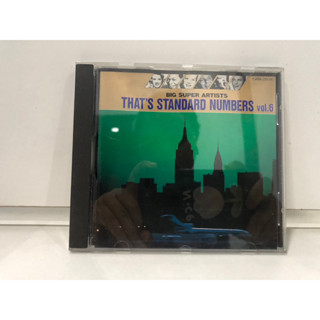 BIG SUPER ARTISTS
THAT'S STANDARD NUMBERS vol.6